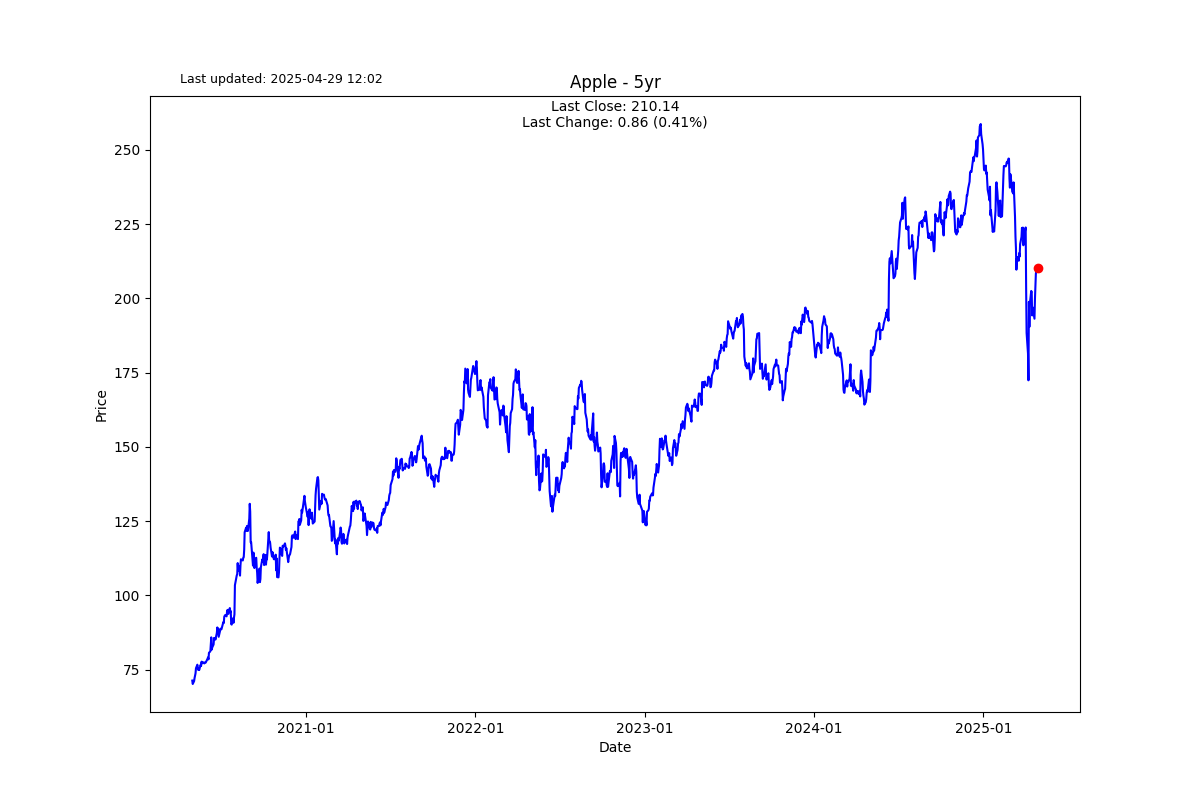 Last updated: 2025-04-29 12:02
Apple - 5yr
Last Close: 210.14
Last Change: 0.86 (0.41%)
250
225
200
175
150
125
100
75
Price
2021-01
2022-01
2023-01
2024-01
2025-01
Date